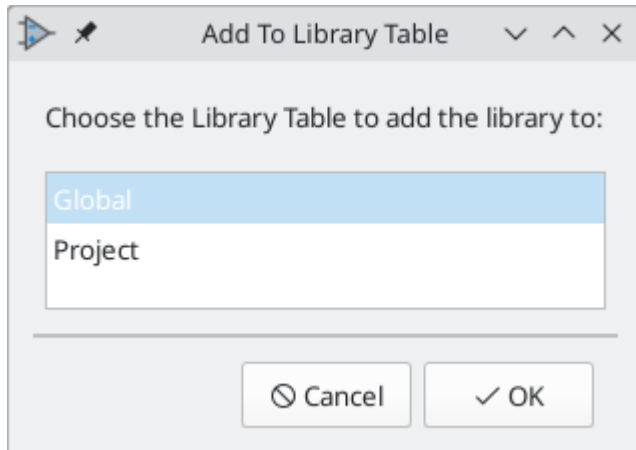 Add To Library Table
Choose the Library Table to add the library to:
Global
Project
Cancel
OK